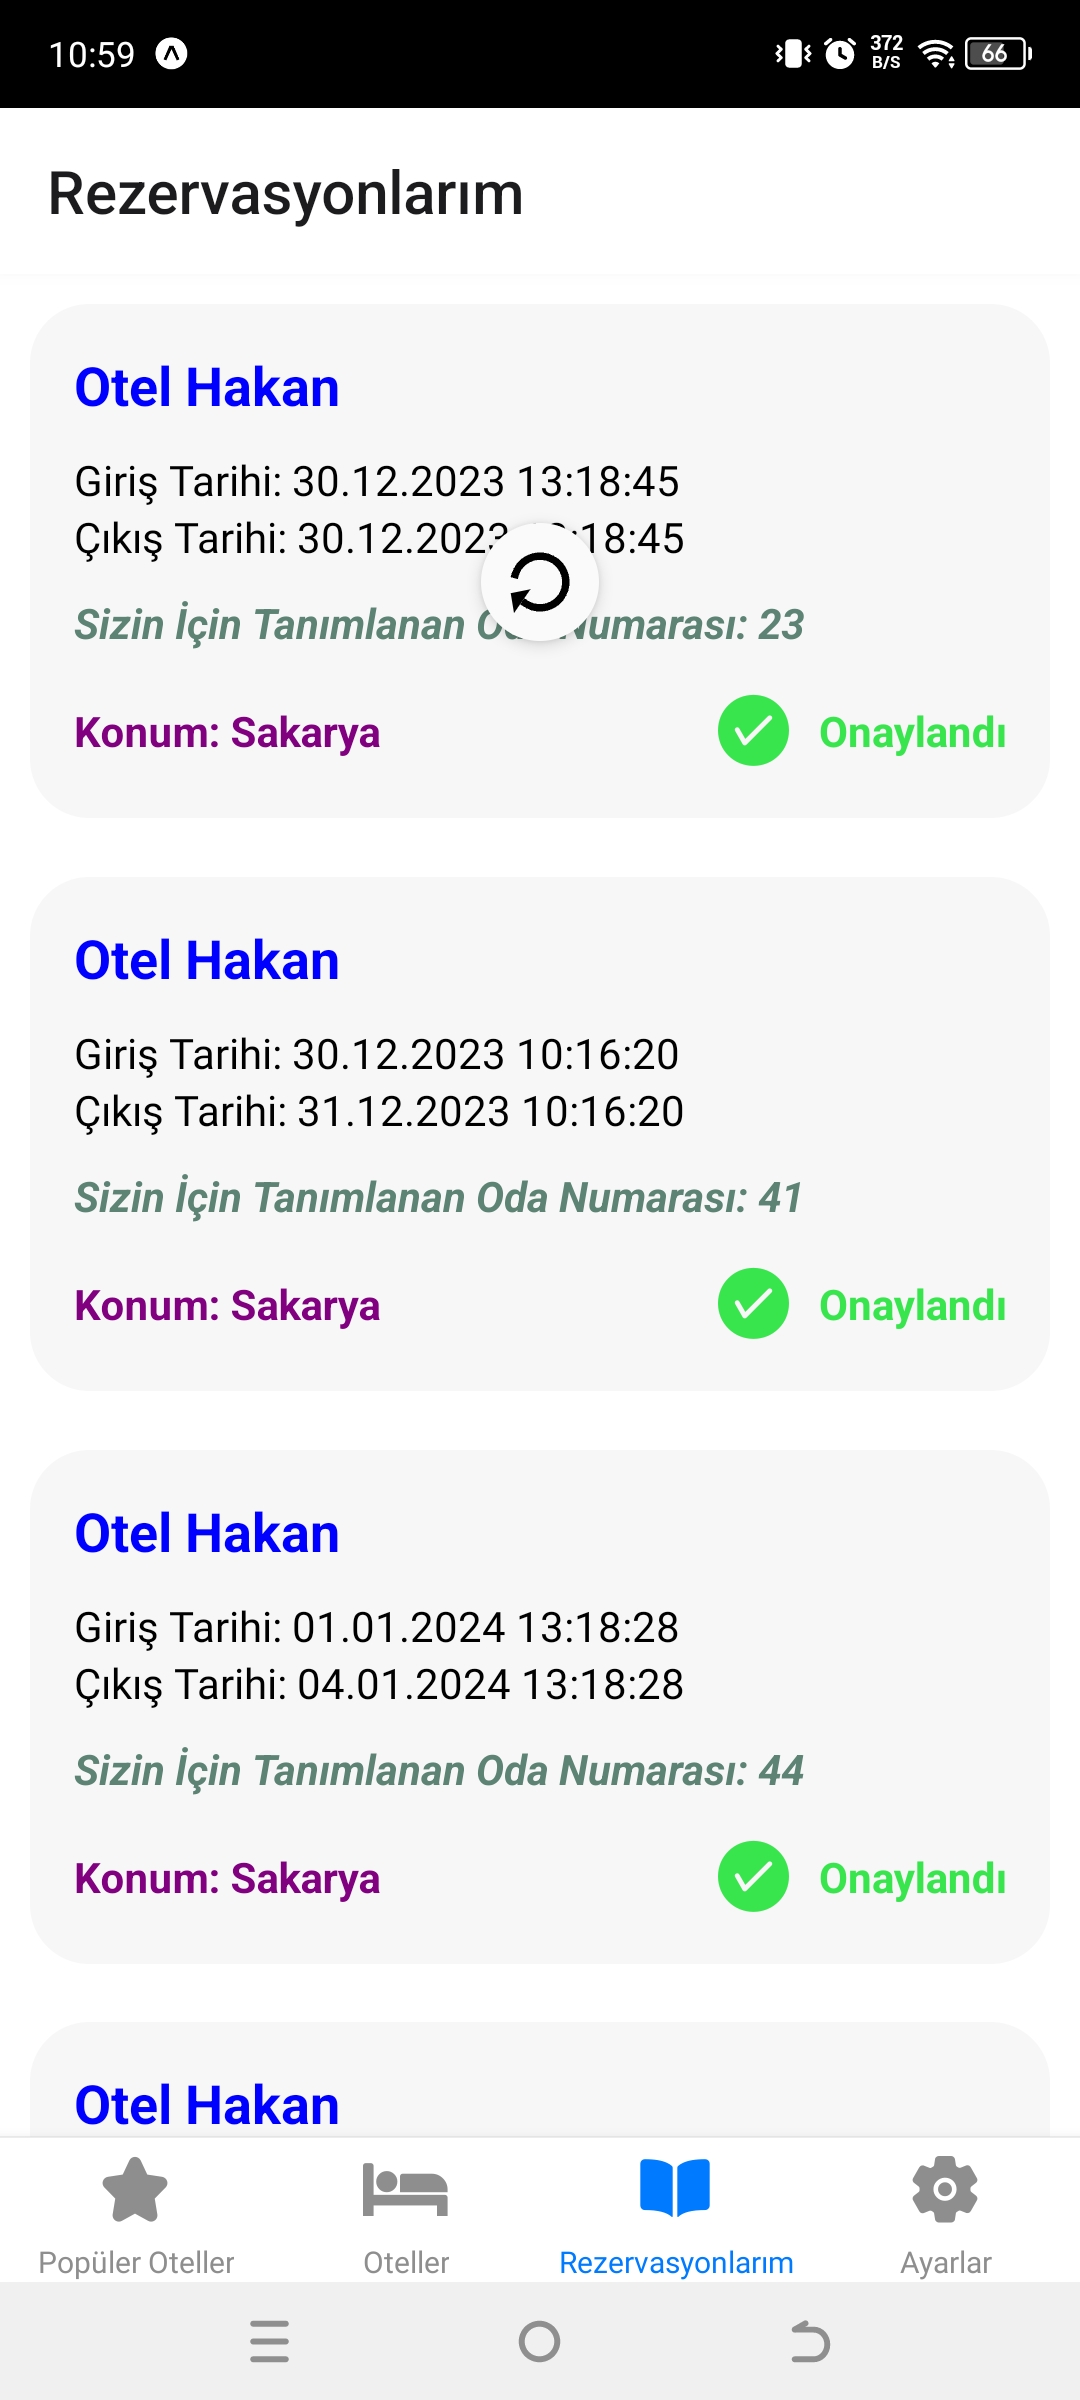 10:59
372
B/S
66
Rezervasyonlarım
Otel Hakan
Giriş Tarihi: 30.12.2023 13:18:45
Çıkış Tarihi: 30.12.2023 :18:45
Sizin İçin Tanımlanan Numarası: 23
Konum: Sakarya
Onaylandı
Otel Hakan
Giriş Tarihi: 30.12.2023 10:16:20
Çıkış Tarihi: 31.12.2023 10:16:20
Sizin İçin Tanımlanan Oda Numarası: 41
Konum: Sakarya
Onaylandı
Otel Hakan
Giriş Tarihi: 01.01.2024 13:18:28
Çıkış Tarihi: 04.01.2024 13:18:28
Sizin İçin Tanımlanan Oda Numarası: 44
Konum: Sakarya
Onaylandı
Otel Hakan
Popüler Oteller
Oteller
Rezervasyonlarım
Ayarlar